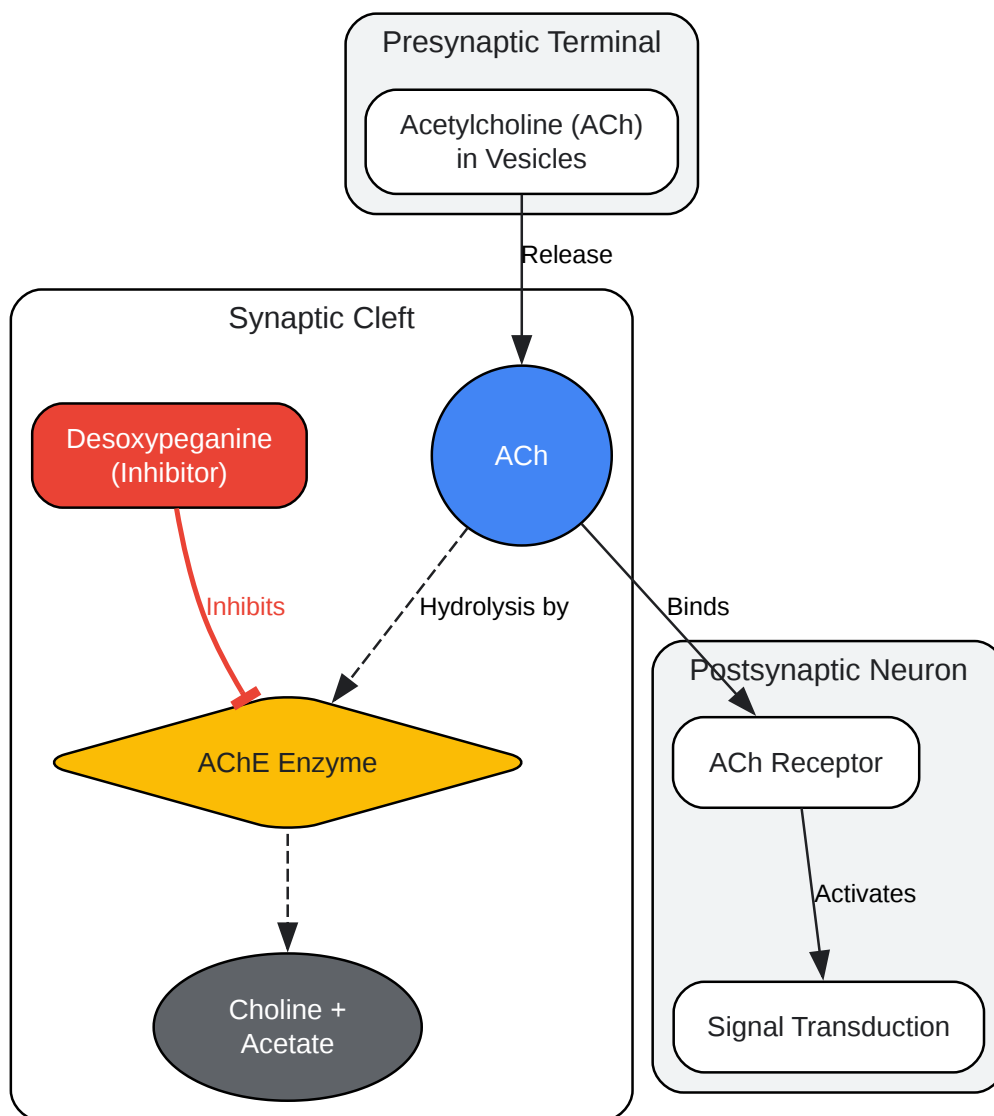 Presynaptic Terminal
Acetylcholine (ACh)
in Vesicles
Release
Synaptic Cleft
Desoxypeganine
(Inhibitor)
ACh
Inhibits
Hydrolysis by
Binds
Postsynaptic Neuron
AChE Enzyme
ACh Receptor
Activates
Choline +
Acetate
Signal Transduction